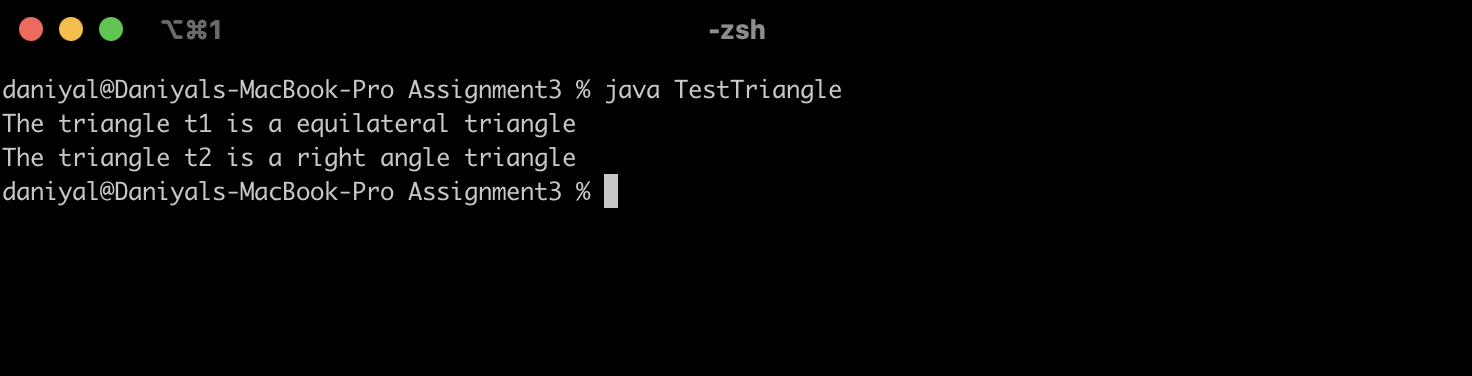 ⌥⌘1
-zsh
daniyal@Daniyals-MacBook-Pro Assignment3 % java TestTriangle
The triangle t1 is a equilateral triangle
The triangle t2 is a right angle triangle
daniyal@Daniyals-MacBook-Pro Assignment3 %